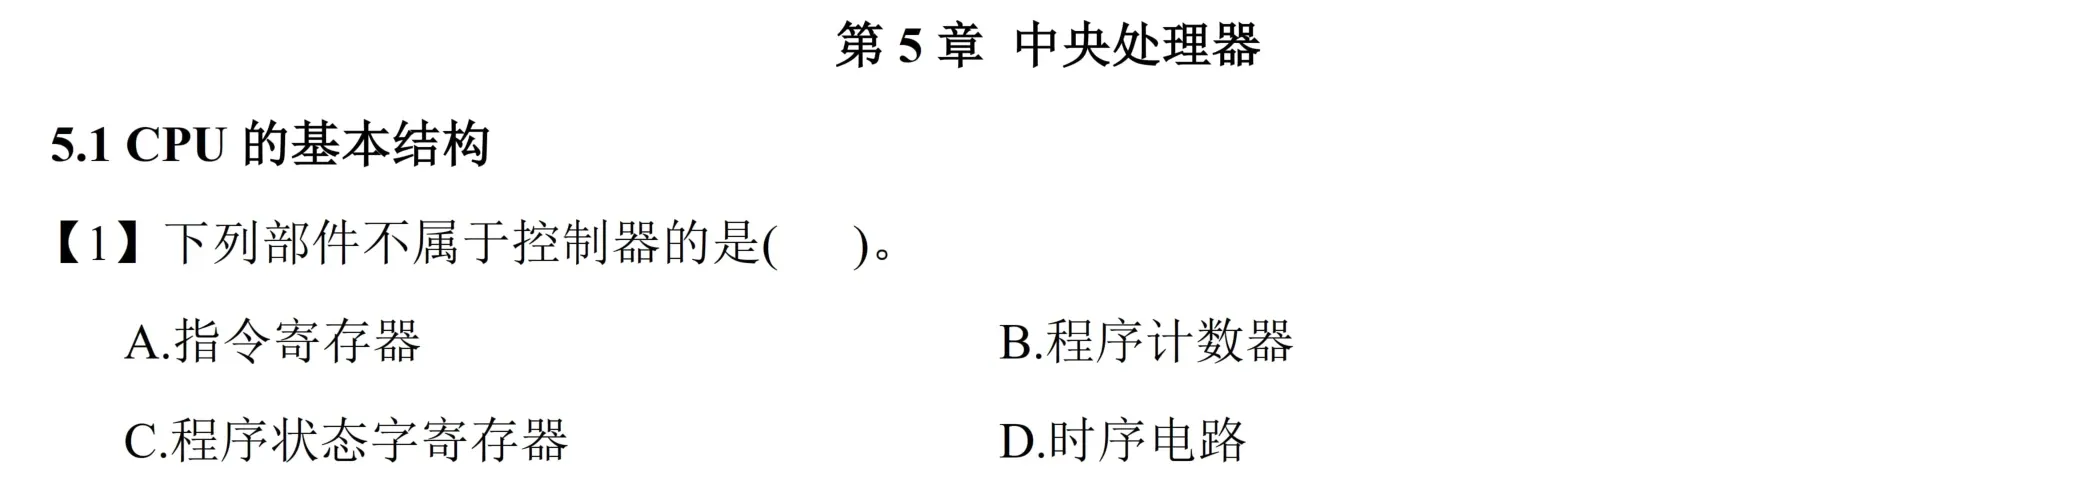 第 5 章 中央处理器
5.1 CPU 的基本结构
【1】下列部件不属于控制器的是( )。
A.指令寄存器 B.程序计数器
C.程序状态字寄存器 D.时序电路